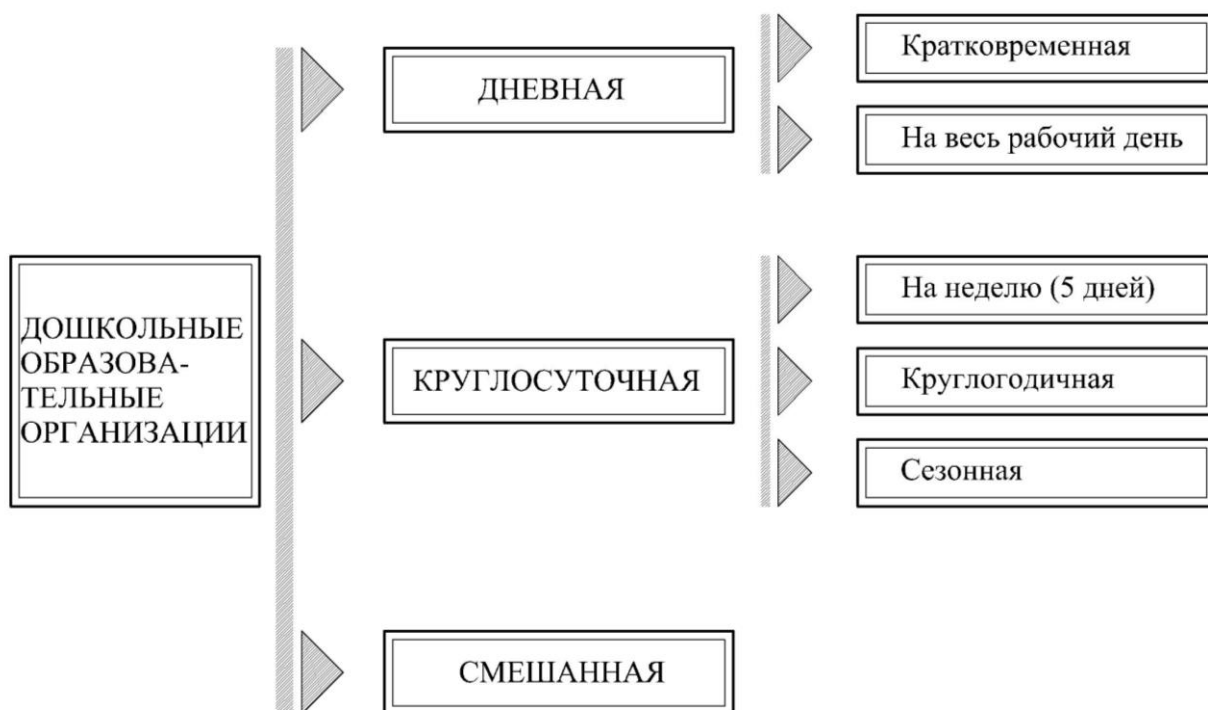 ДОШКОЛЬНЫЕ
ОБРАЗОВА-
ТЕЛЬНЫЕ
ОРГАНИЗАЦИИ
ДНЕВНАЯ
Кратковременная
На весь рабочий день
КРУГЛОСУТОЧНАЯ
На неделю (5 дней)
Круглогодичная
Сезонная
СМЕШАННАЯ